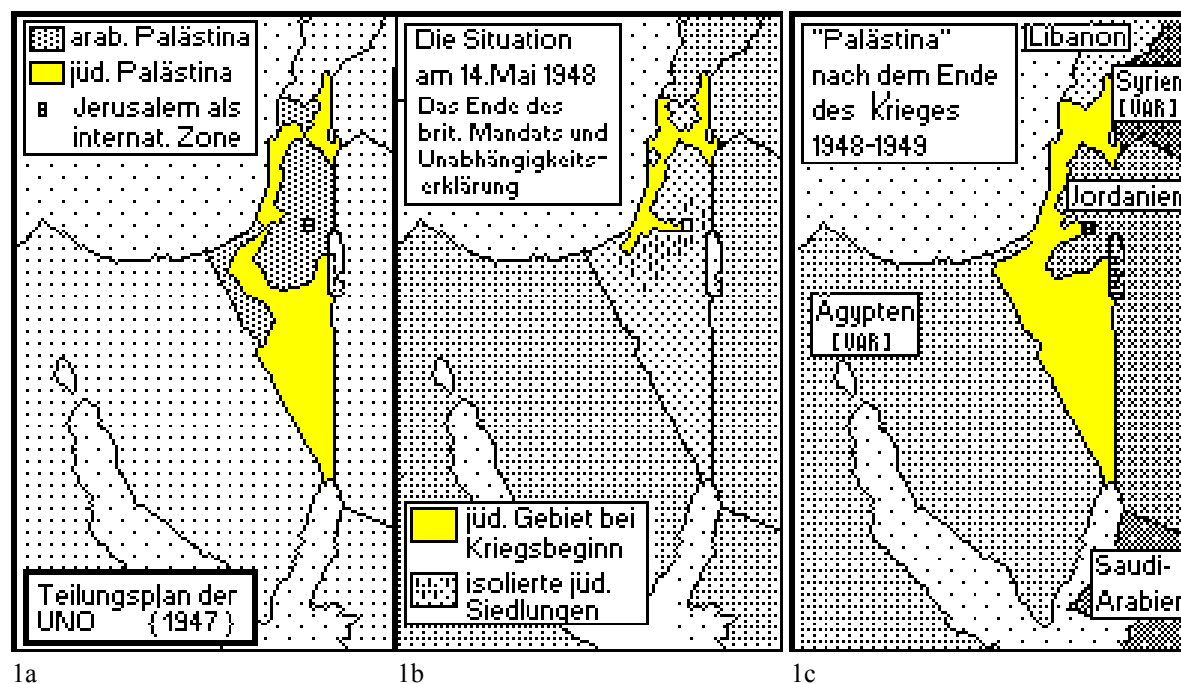 arab. Palästina
jüd. Palästina
Jerusalem als
internat. Zone
Teilungsplan der
UNO {1947}
Die Situation
am 14.Mai 1948
Das Ende des
brit. Mandats und
Unabhängigkeits-
erklärung
jüd. Gebiet bei
Kriegsbeginn
isolierte jüd.
Siedlungen
"Palästina"
nach dem Ende
des Krieges
1948-1949
Libanon
Syrien
[VAR]
Jordanien
Ägypten
[VAR]
Saudi-
Arabien
1a
1b
1c